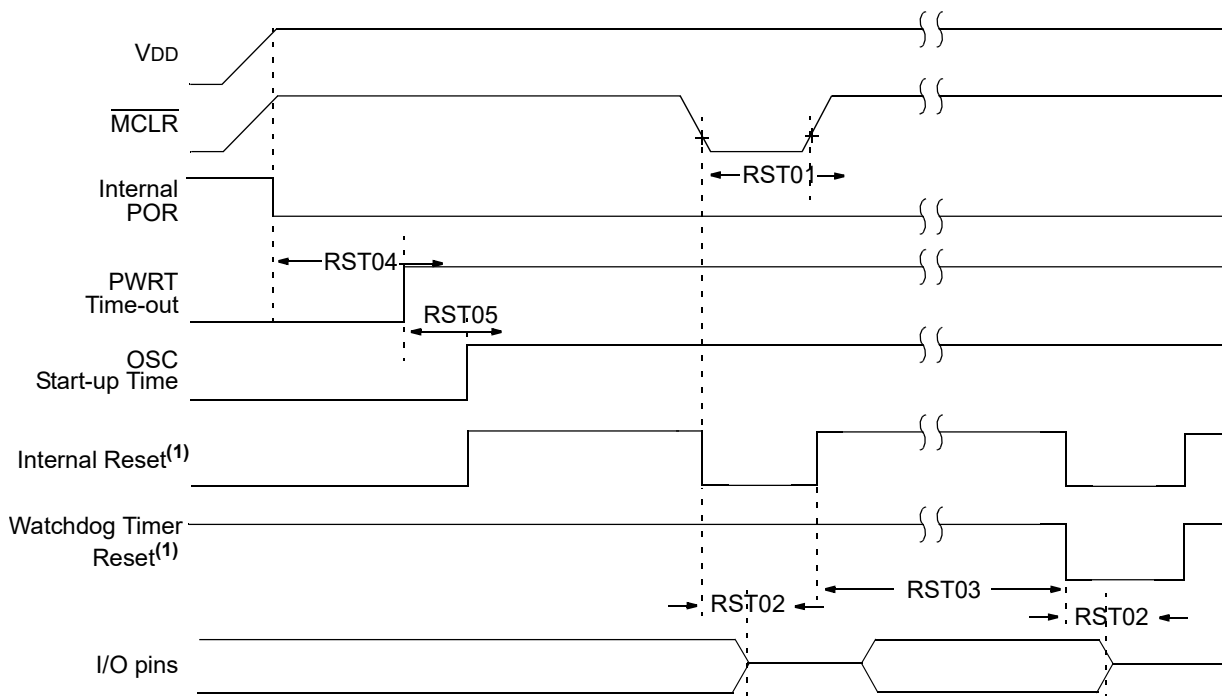 VDD
MCLR
RST01
Internal
POR
RST04
PWRT
Time-out
RST05
OSC
Start-up Time
Internal Reset(1)
Watchdog Timer
Reset(1)
RST02
RST03
RST02
I/O pins